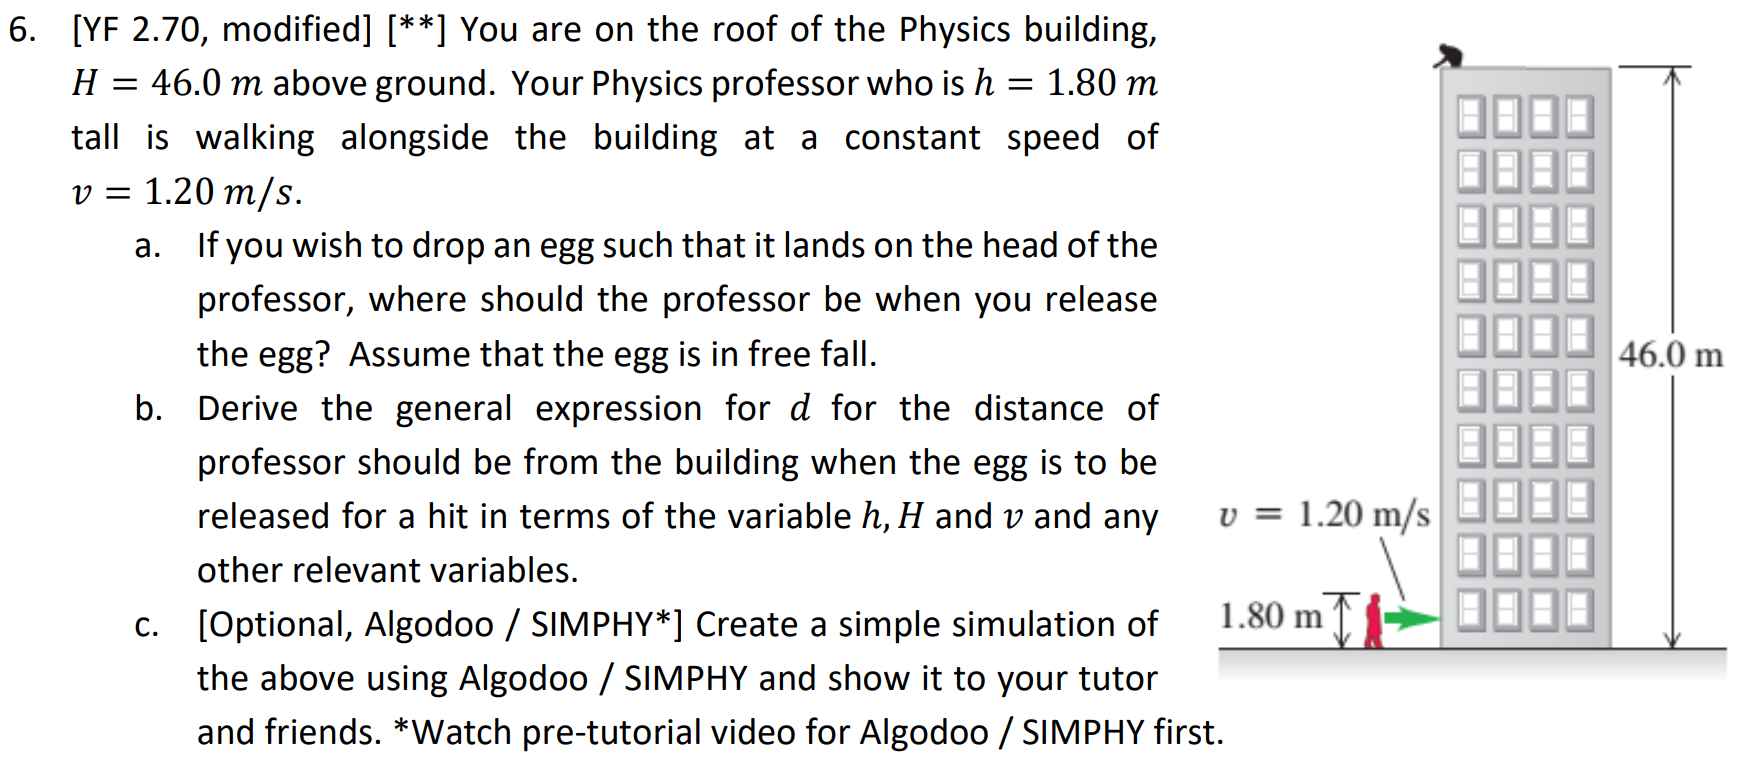 6. [YF 2.70, modified] [**] You are on the roof of the Physics building,
H = 46.0 m above ground. Your Physics professor who is h = 1.80 m
tall is walking alongside the building at a constant speed of
v = 1.20 m/s.
a. If you wish to drop an egg such that it lands on the head of the
professor, where should the professor be when you release
the egg? Assume that the egg is in free fall.
b. Derive the general expression for d for the distance of
professor should be from the building when the egg is to be
released for a hit in terms of the variable h, H and v and any
other relevant variables.
c. [Optional, Algodoo / SIMPHY*] Create a simple simulation of
the above using Algodoo / SIMPHY and show it to your tutor
and friends. *Watch pre-tutorial video for Algodoo / SIMPHY first.
46.0 m
v = 1.20 m/s
1.80 m